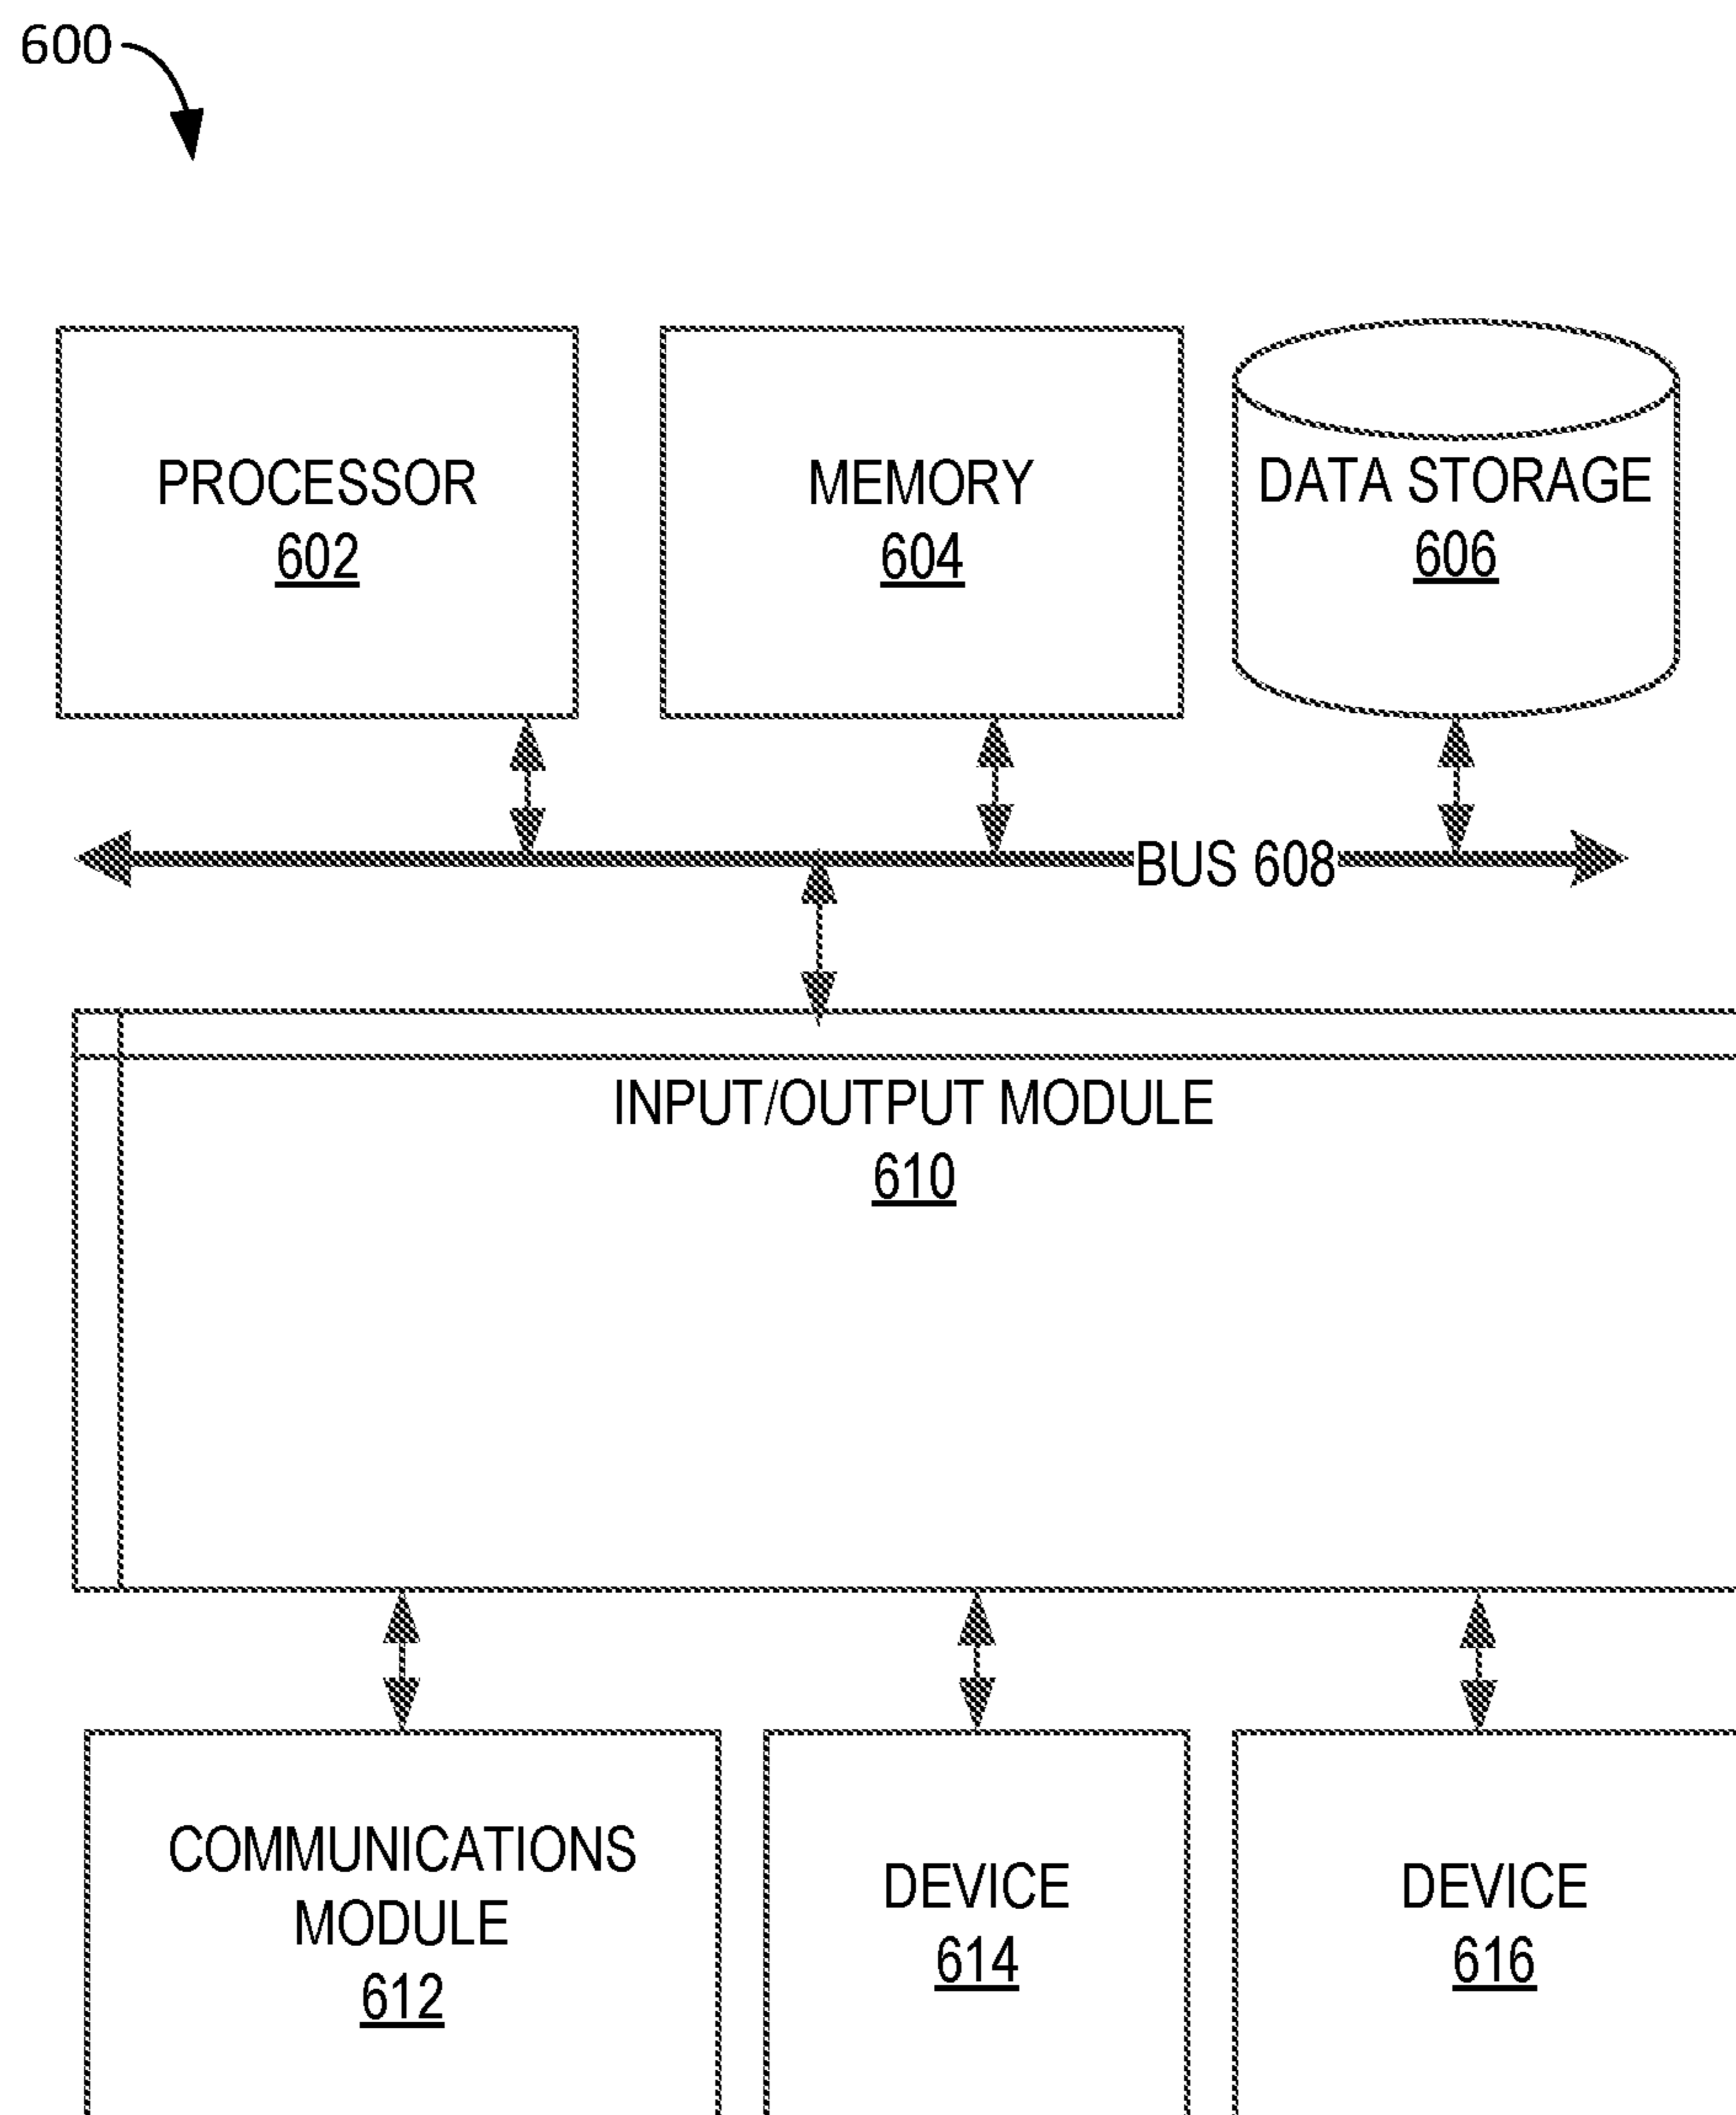 600
PROCESSOR
602
MEMORY
604
DATA STORAGE
606
BUS 608
INPUT/OUTPUT MODULE
610
COMMUNICATIONS
MODULE
612
DEVICE
614
DEVICE
616